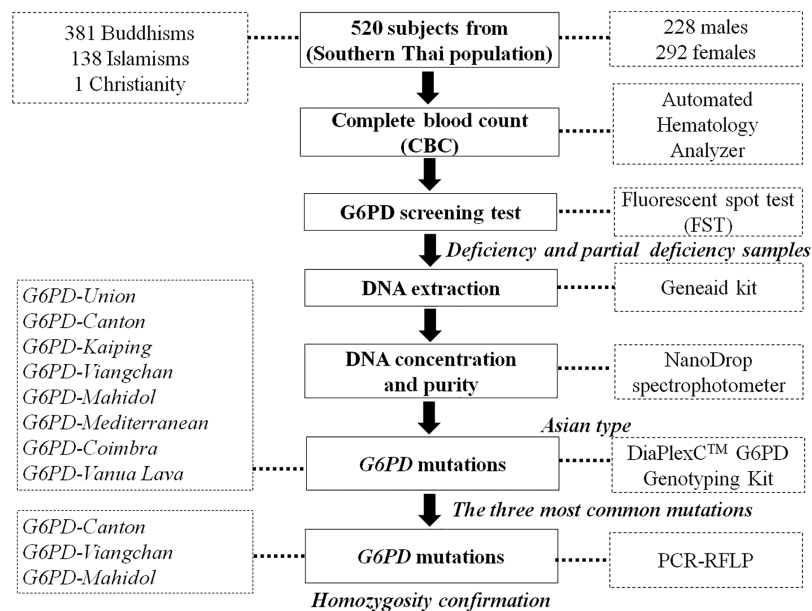 381 Buddhisms
138 Islamisms
1 Christianity
520 subjects from
(Southern Thai population)
228 males
292 females
Complete blood count
(CBC)
Automated
Hematology
Analyzer
G6PD screening test
Fluorescent spot test
(FST)
Deficiency and partial deficiency samples
DNA extraction
Geneaid kit
DNA concentration
and purity
NanoDrop
spectrophotometer
Asian type
G6PD-Union
G6PD-Canton
G6PD-Kaiping
G6PD-Viangchan
G6PD-Mahidol
G6PD-Mediterranean
G6PD-Coimbra
G6PD-Vanua Lava
G6PD mutations
DiaPlexC™ G6PD
Genotyping Kit
The three most common mutations
G6PD-Canton
G6PD-Viangchan
G6PD-Mahidol
G6PD mutations
PCR-RFLP
Homozygosity confirmation